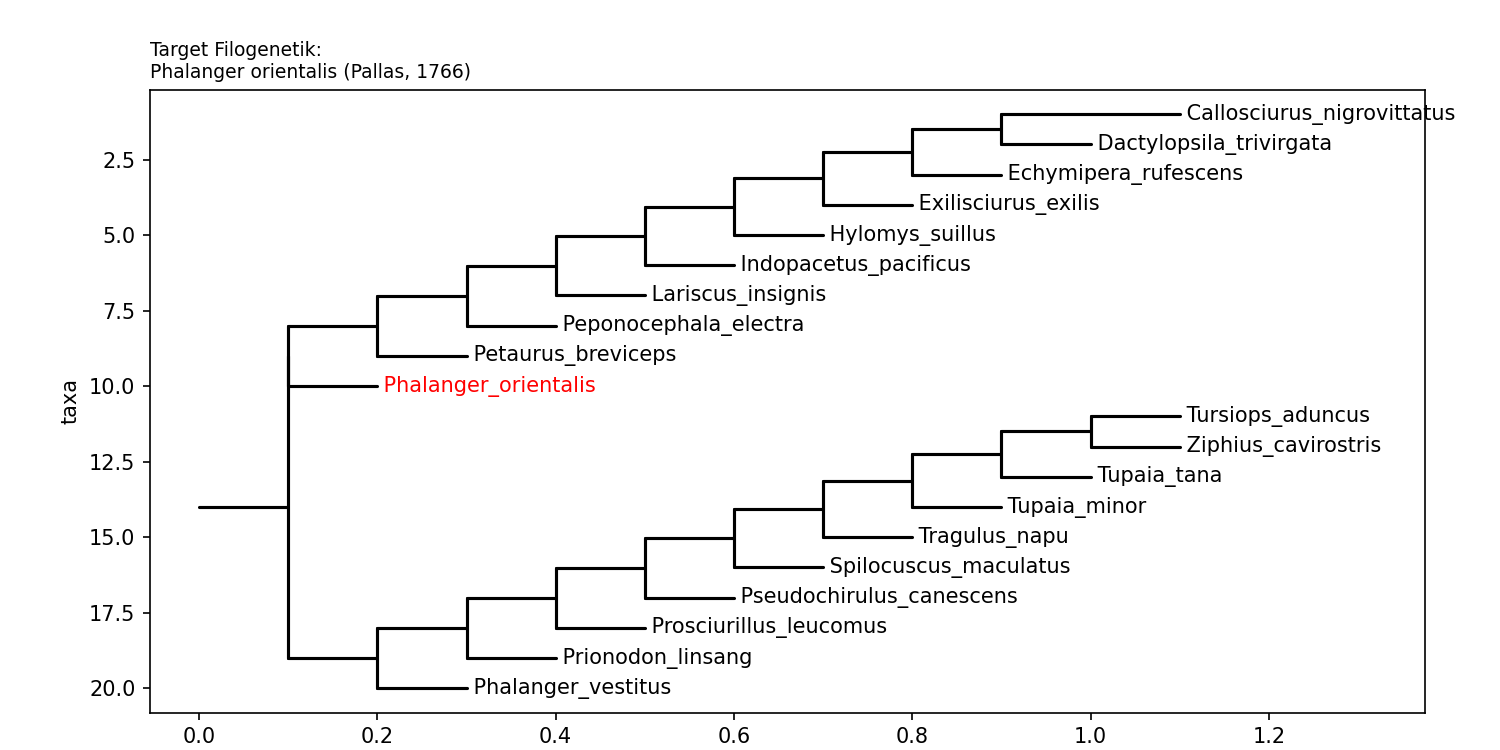 Target Filogenetik:
Phalanger orientalis (Pallas, 1766)
Callosciurus_nigrovittatus
Dactylopsila_trivirgata
2.5
Echymipera_rufescens
Exilisciurus_exilis
5.0
Hylomys_suillus
Indopacetus_pacificus
Lariscus_insignis
7.5
Peponocephala_electra
Petaurus_breviceps
taxa
10.0
Phalanger_orientalis
Tursiops_aduncus
Ziphius_cavirostris
12.5
Tupaia_tana
Tupaia_minor
15.0
Tragulus_napu
Spilocuscus_maculatus
Pseudochirulus_canescens
17.5
Prosciurillus_leucomus
Prionodon_linsang
20.0
Phalanger_vestitus
0.0 0.2 0.4 0.6 0.8 1.0 1.2